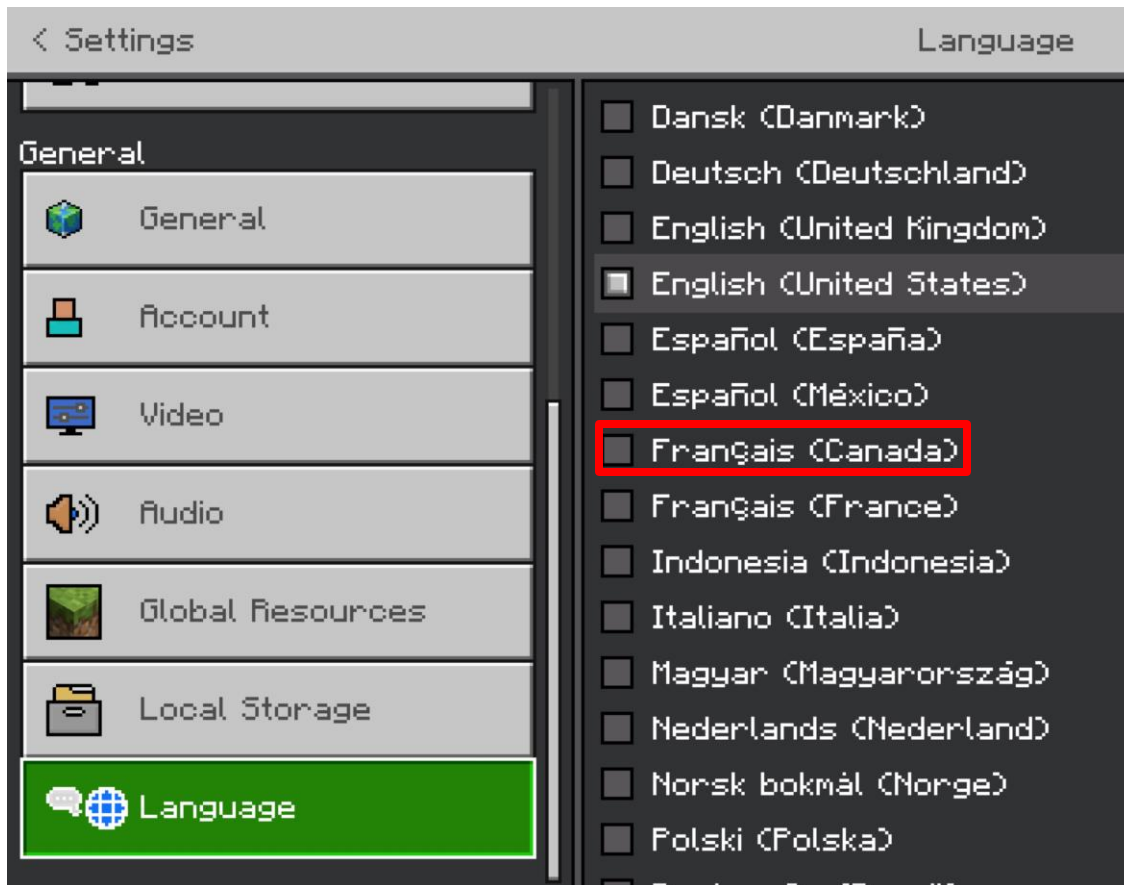 < Settings
Language
General
General
Account
Video
Audio
Global Resources
Local Storage
Language
Dansk (Danmark)
Deutsch (Deutschland)
English (United Kingdom)
English (United States)
Español (España)
Español (México)
Français (Canada)
Français (France)
Indonesia (Indonesia)
Italiano (Italia)
Magyar (Magyarország)
Nederlands (Nederland)
Norsk bokmål (Norge)
Polski (Polska)